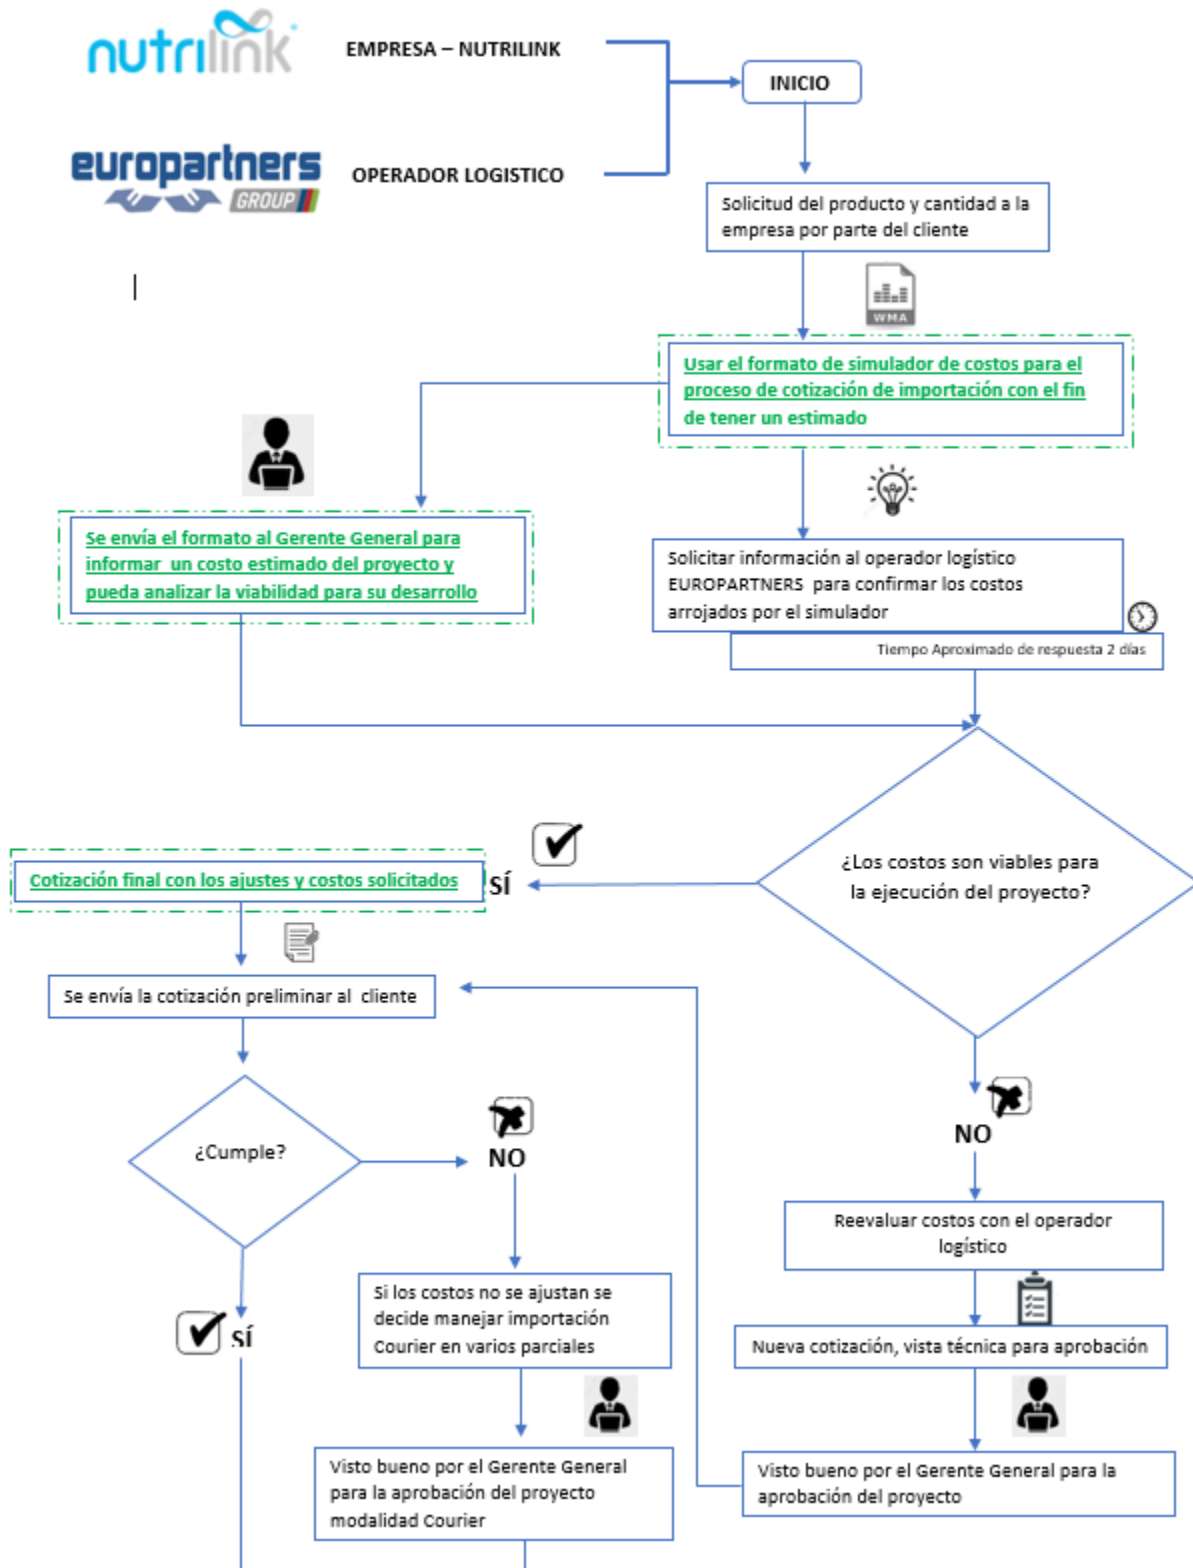 nutrilink
EMPRESA – NUTRILINK
INICIO
europartners
GROUP
OPERADOR LOGISTICO
Solicitud del producto y cantidad a la
empresa por parte del cliente
WMA
Usar el formato de simulador de costos para el
proceso de cotización de importación con el fin
de tener un estimado
Se envía el formato al Gerente General para
informar un costo estimado del proyecto y
pueda analizar la viabilidad para su desarrollo
Solicitar información al operador logístico
EUROPARTNERS para confirmar los costos
arrojados por el simulador
Tiempo Aproximado de respuesta 2 días
¿Los costos son viables para
la ejecución del proyecto?
Cotización final con los ajustes y costos solicitados
SÍ
Se envía la cotización preliminar al cliente
¿Cumple?
NO
NO
Reevaluar costos con el operador
logístico
Si los costos no se ajustan se
decide manejar importación
Courier en varios parciales
SÍ
Nueva cotización, vista técnica para aprobación
Visto bueno por el Gerente General
para la aprobación del proyecto
modalidad Courier
Visto bueno por el Gerente General para la
aprobación del proyecto